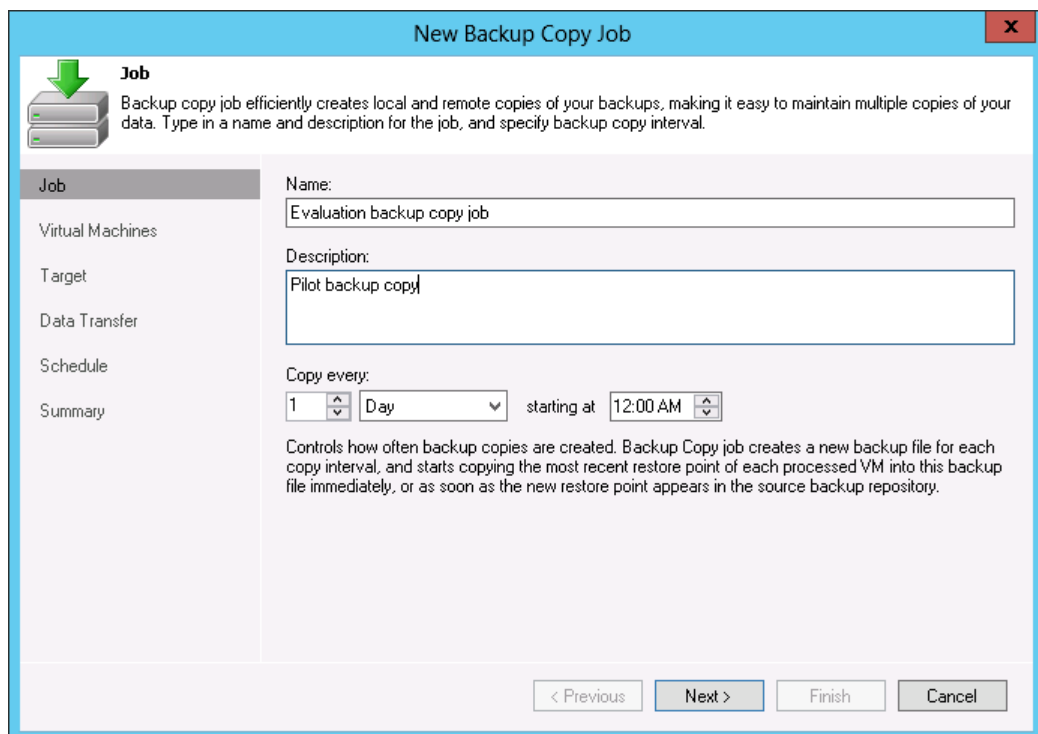 New Backup Copy Job
x
Job
Backup copy job efficiently creates local and remote copies of your backups, making it easy to maintain multiple copies of your
data. Type in a name and description for the job, and specify backup copy interval.
Job
Virtual Machines
Target
Data Transfer
Schedule
Summary
Name:
Evaluation backup copy job
Description:
Pilot backup copy
Copy every:
1 Day starting at 12:00 AM
Controls how often backup copies are created. Backup Copy job creates a new backup file for each
copy interval, and starts copying the most recent restore point of each processed VM into this backup
file immediately, or as soon as the new restore point appears in the source backup repository.
< Previous Next > Finish Cancel